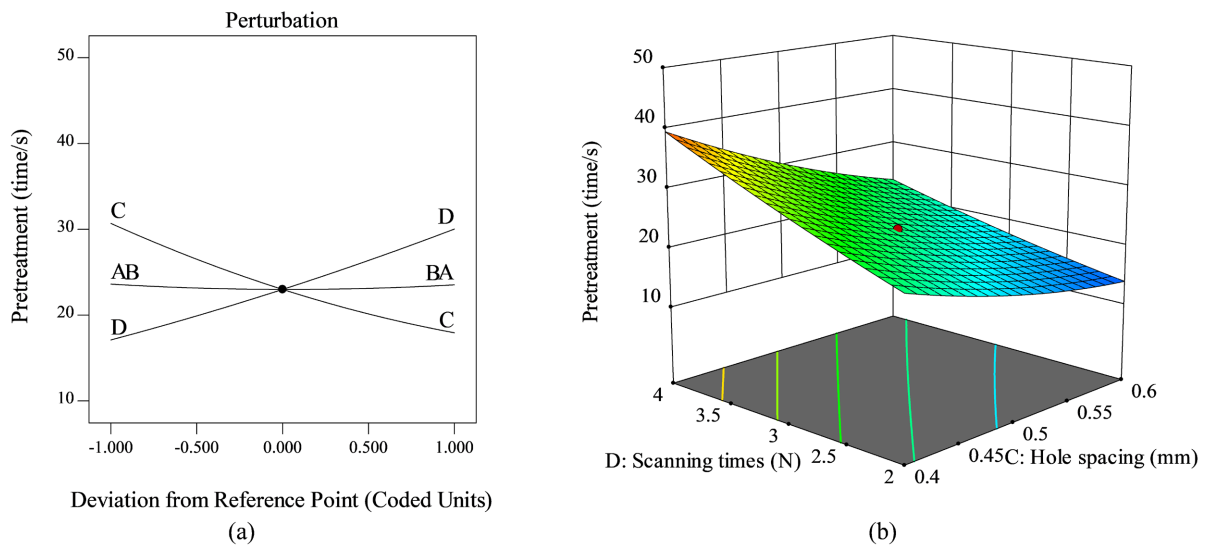 Perturbation
50
40
30
20
10
Pretreatment (time/s)
C
D
AB
BA
D
C
-1.000
-0.500
0.000
0.500
1.000
Deviation from Reference Point (Coded Units)
(a)
50
40
30
20
10
Pretreatment (time/s)
4
3.5
3
2.5
2
D: Scanning times (N)
0.4
0.45
0.5
0.55
0.6
C: Hole spacing (mm)
(b)